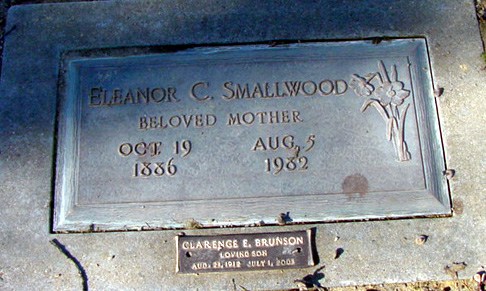 ELEANOR C. SMALLWOOD
BELOVED MOTHER
OCT 19 AUG 5
1886 1982
CLARENCE E. BRUNSON
LOVING SON
AUG. 23, 1912 JULY 1, 2003